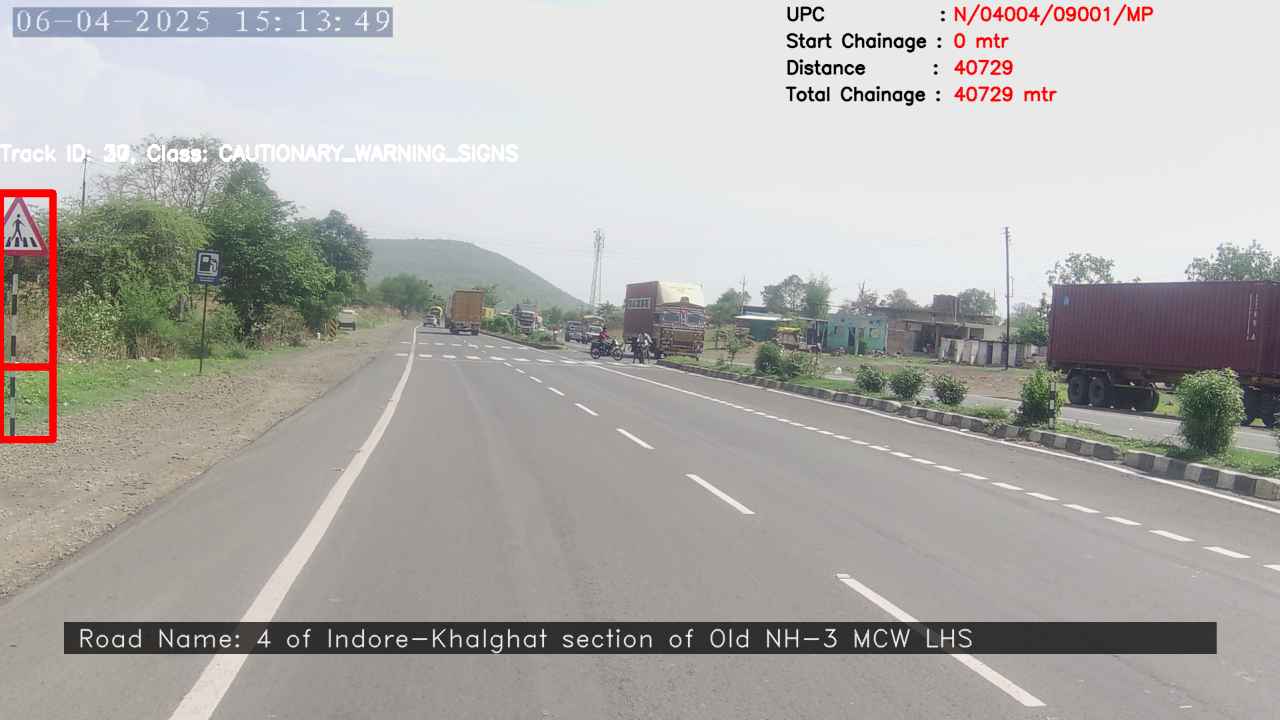 06-04-2025 15:13:49
UPC : N/04004/09001/MP
Start Chainage : 0 mtr
Distance : 40729
Total Chainage : 40729 mtr
Track ID: Class: CAUTIONARY_WARNING_SIGNS
Road Name: 4 of Indore-Khalghat section of Old NH-3 MCW LHS